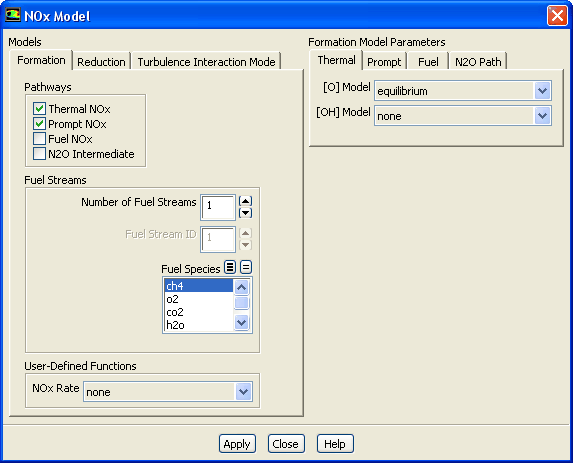 NOx Model
Models
Formation Reduction Turbulence Interaction Mode
Pathways
Thermal NOx
Prompt NOx
Fuel NOx
N2O Intermediate
Fuel Streams
Number of Fuel Streams 1
Fuel Stream ID 1
Fuel Species
ch4
o2
co2
h2o
User-Defined Functions
NOx Rate none
Formation Model Parameters
Thermal Prompt Fuel N2O Path
[O] Model equilibrium
[OH] Model none
Apply Close Help